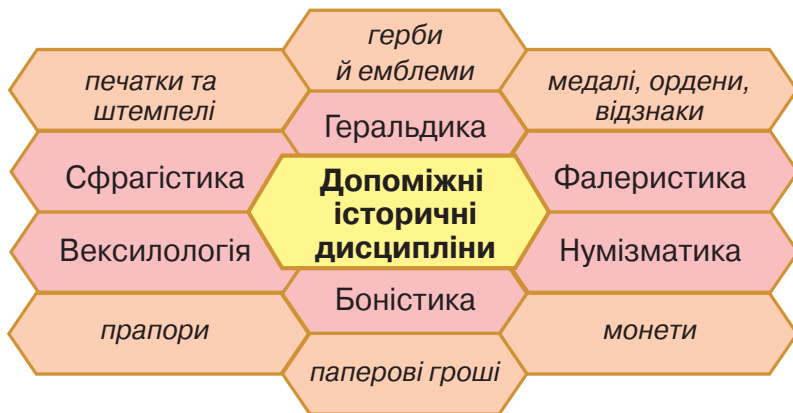 герби
й емблеми
печатки та
штемпелі
медалі, ордени,
відзнаки
Геральдика
Сфрагістика
Допоміжні
історичні
дисципліни
Фалеристика
Вексилологія
Нумізматика
Боністика
прапори
монети
паперові гроші